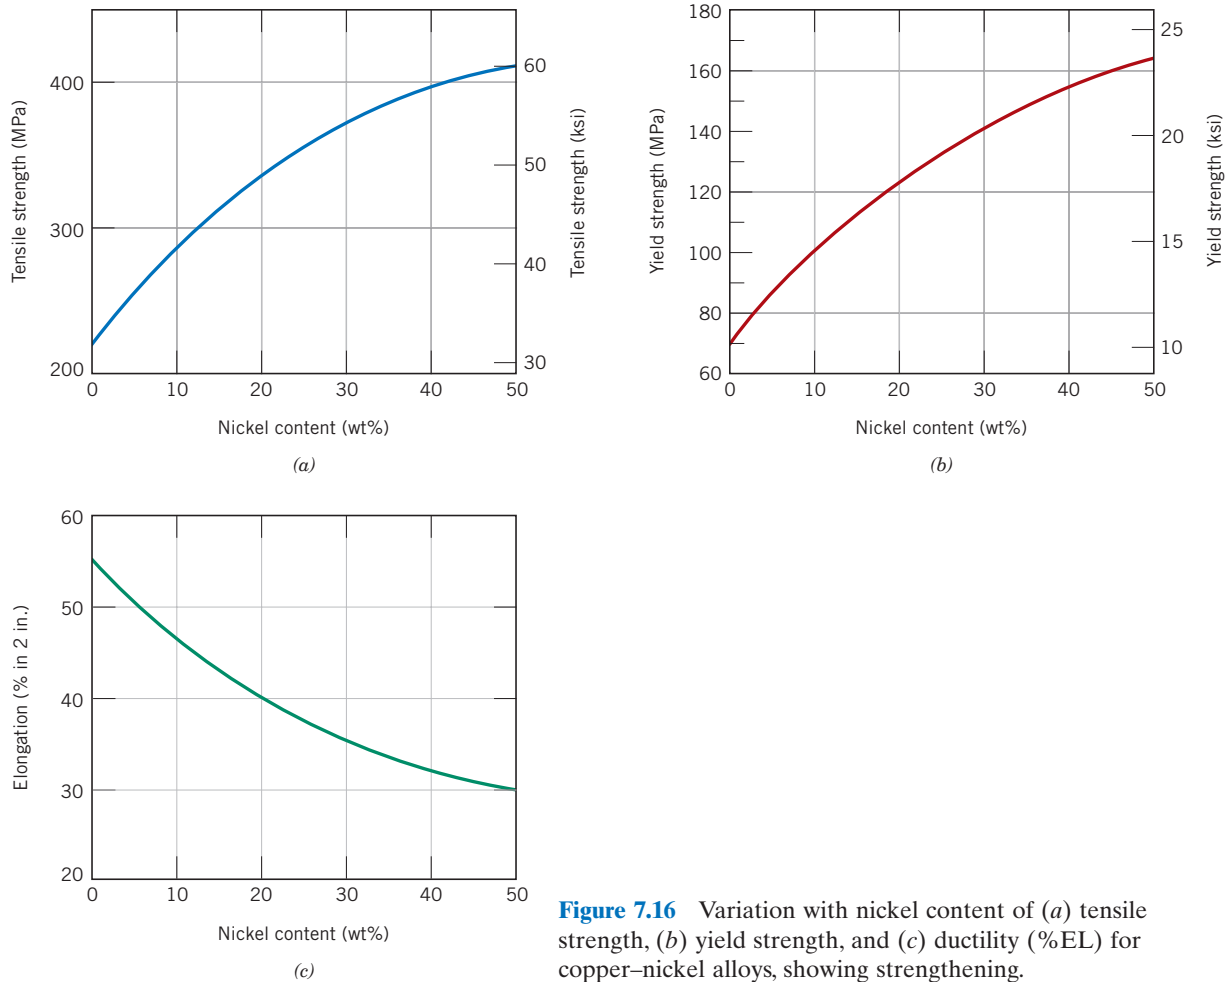 Tensile strength (MPa)
400
300
200
0 10 20 30 40 50
Nickel content (wt%)
60
50
40
30
Tensile strength (ksi)
(a)
Yield strength (MPa)
180
160
140
120
100
80
60
0 10 20 30 40 50
Nickel content (wt%)
25
20
15
10
Yield strength (ksi)
(b)
Elongation (% in 2 in.)
60
50
40
30
20
0 10 20 30 40 50
Nickel content (wt%)
(c)
Figure 7.16 Variation with nickel content of (a) tensile
strength, (b) yield strength, and (c) ductility (%EL) for
copper–nickel alloys, showing strengthening.